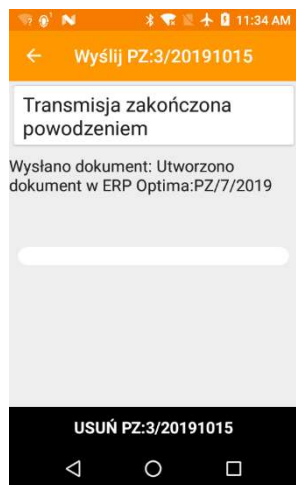 11:34 AM
Wyślij PZ:3/20191015
Transmisja zakończona
powodzeniem
Wysłano dokument: Utworzono
dokument w ERP Optima:PZ/7/2019
USUŃ PZ:3/20191015